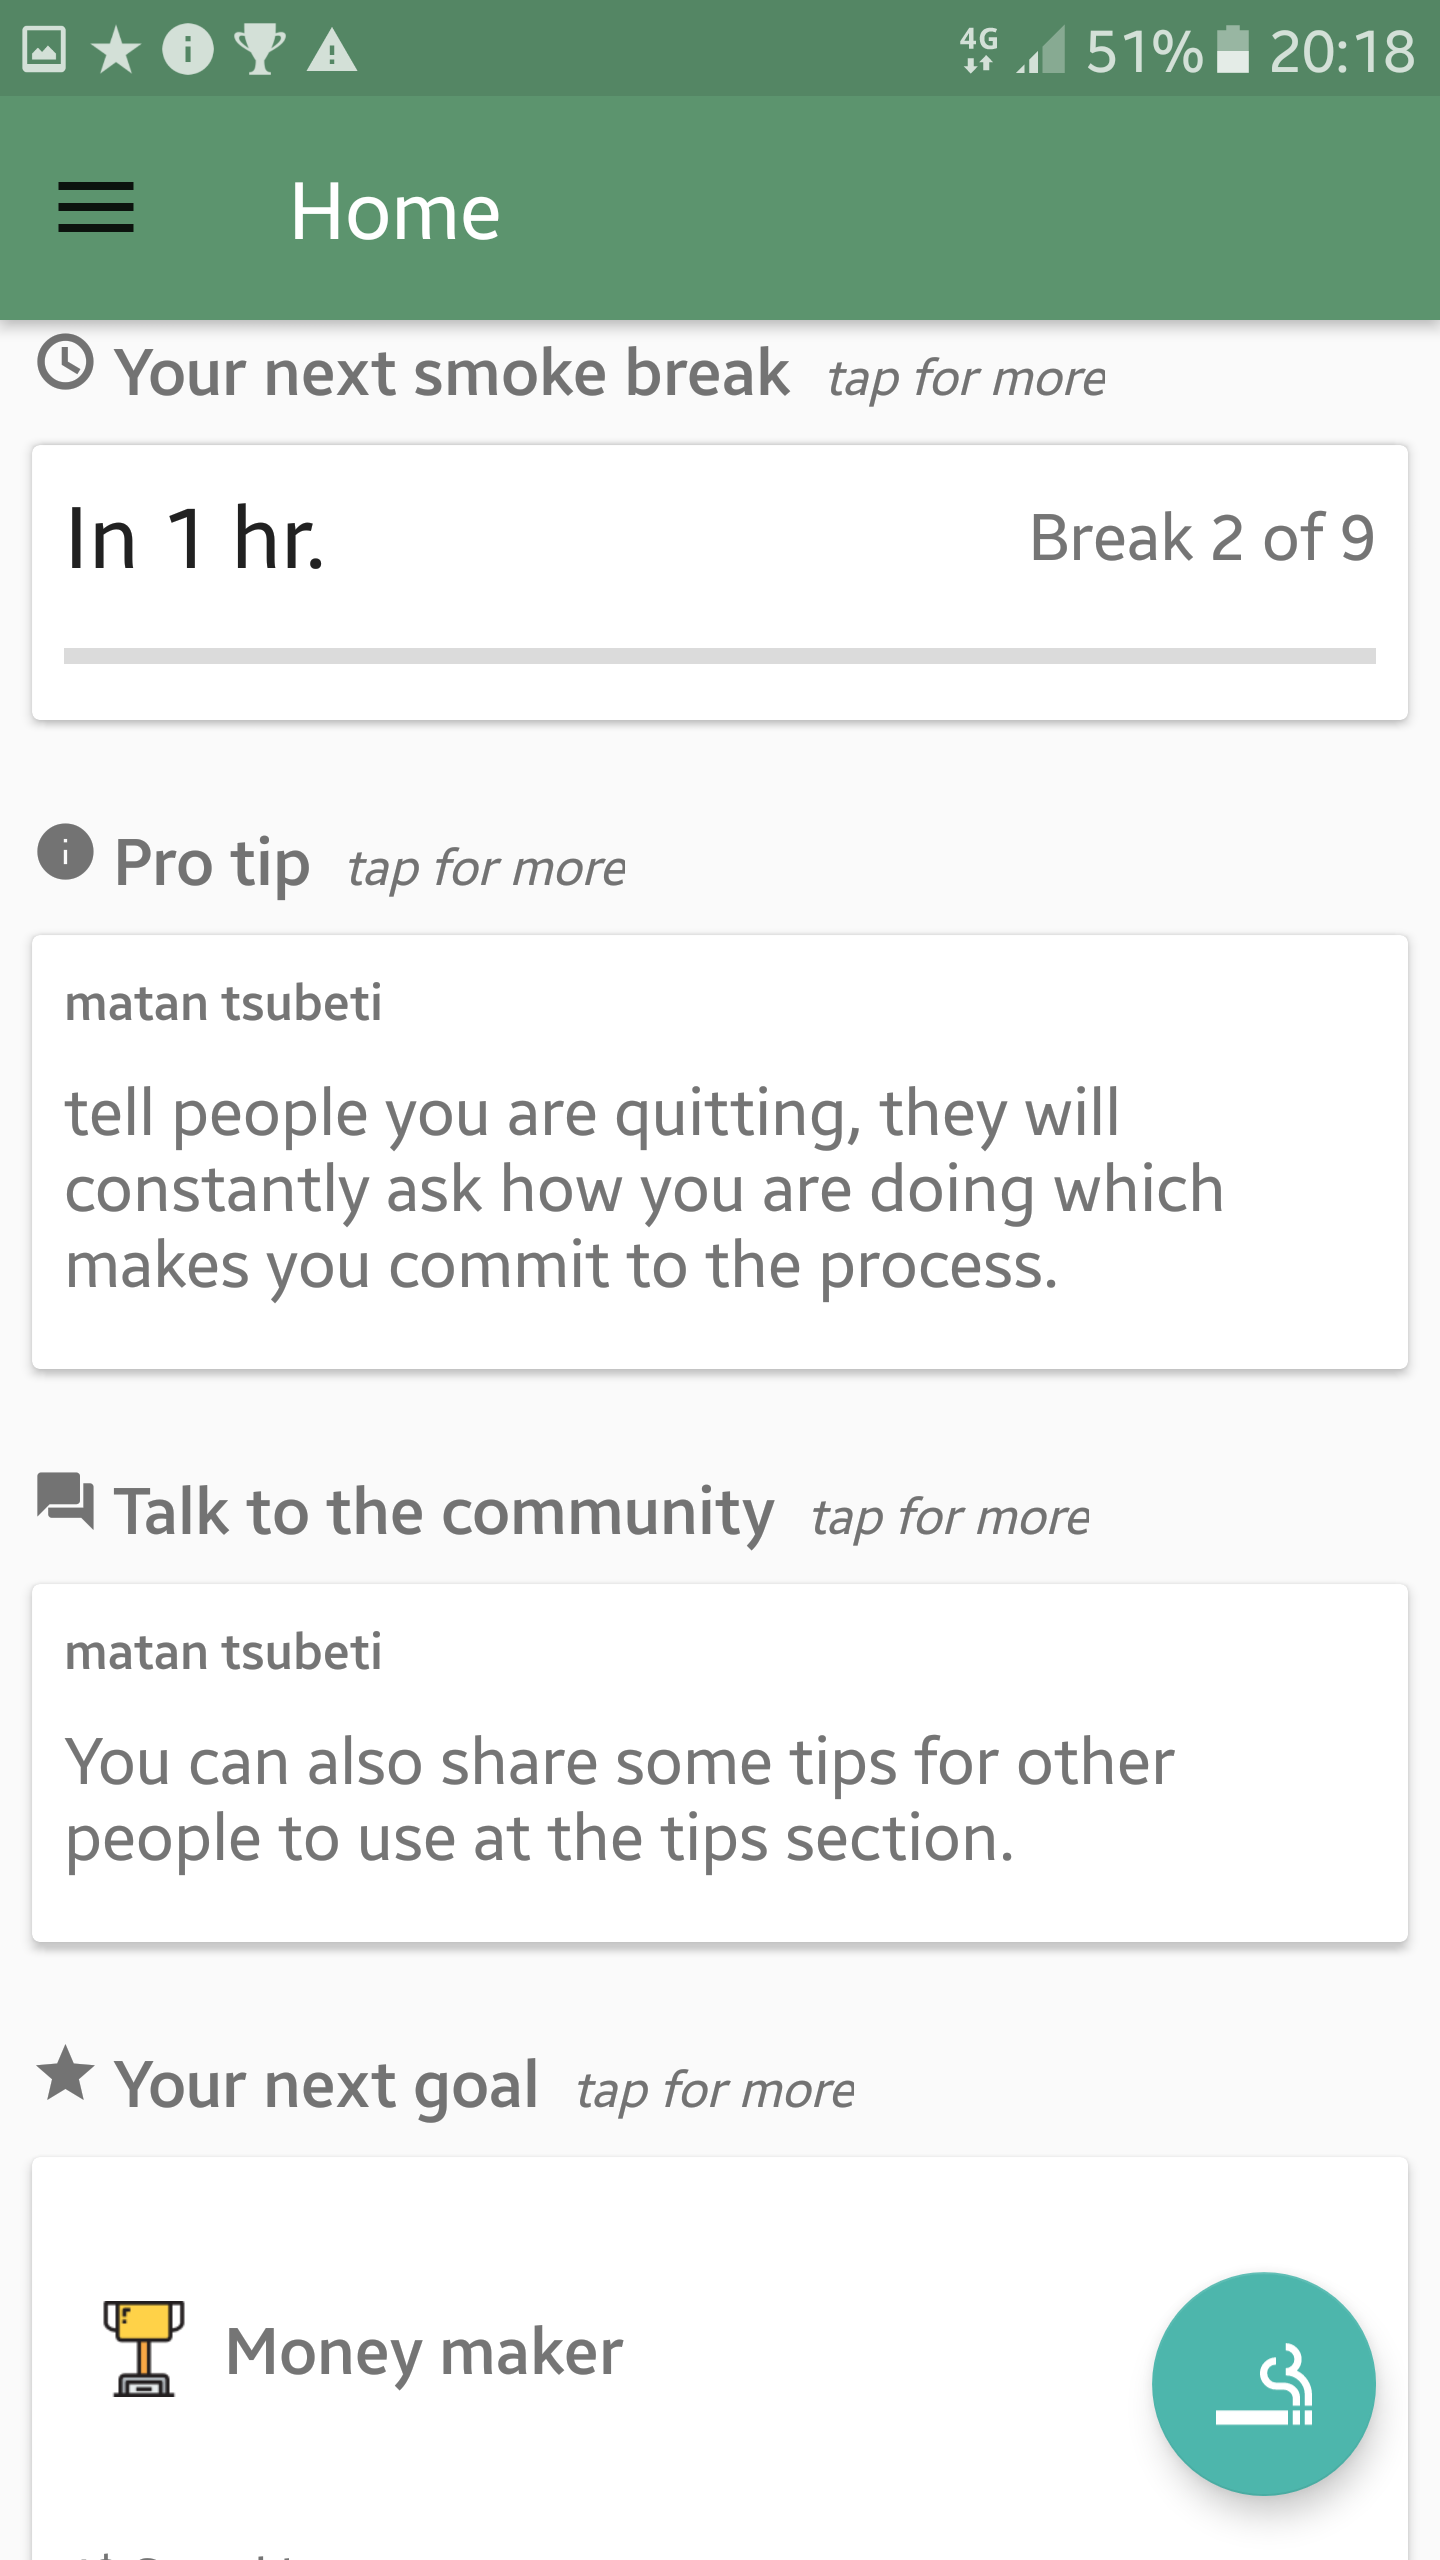 4G 51% 20:18
Home
Your next smoke break tap for more
In 1 hr. Break 2 of 9
Pro tip tap for more
matan tsubeti
tell people you are quitting, they will
constantly ask how you are doing which
makes you commit to the process.
Talk to the community tap for more
matan tsubeti
You can also share some tips for other
people to use at the tips section.
Your next goal tap for more
Money maker